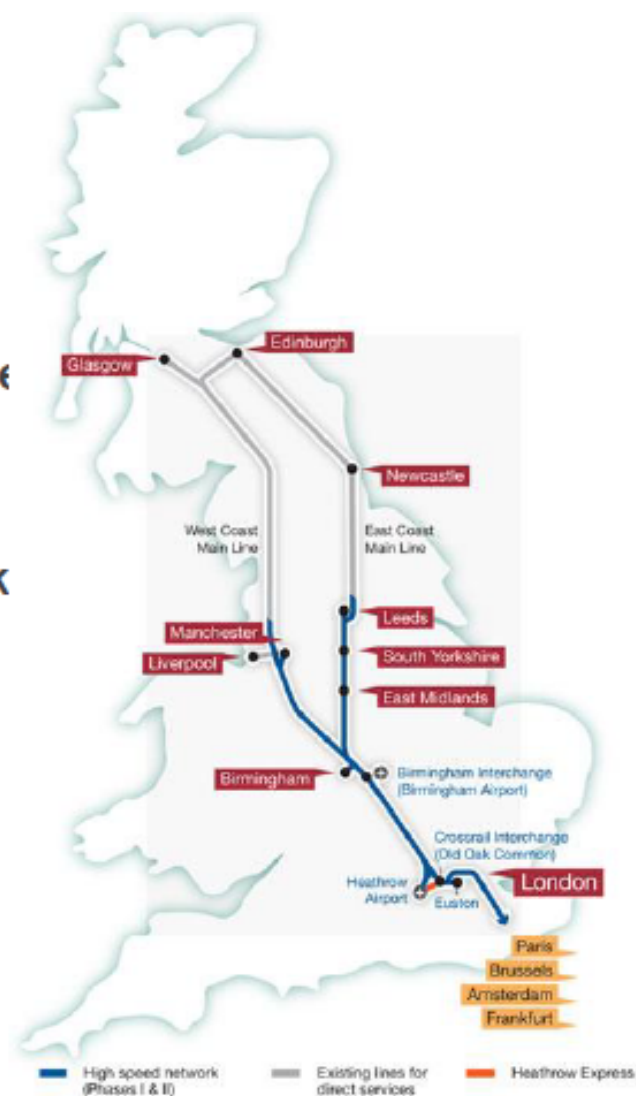 Edinburgh
Glasgow
e
Newcastle
West Coast
Main Line
East Coast
Main Line
k
Leeds
Manchester
South Yorkshire
Liverpool
East Midlands
Birmingham
Birmingham Interchange
(Birmingham Airport)
Crossrail Interchange
(Old Oak Common)
Heathrow
Airport
London
Euston
Paris
Brussels
Amsterdam
Frankfurt
High speed network
(Phases I & II)
Existing lines for
direct services
Heathrow Express